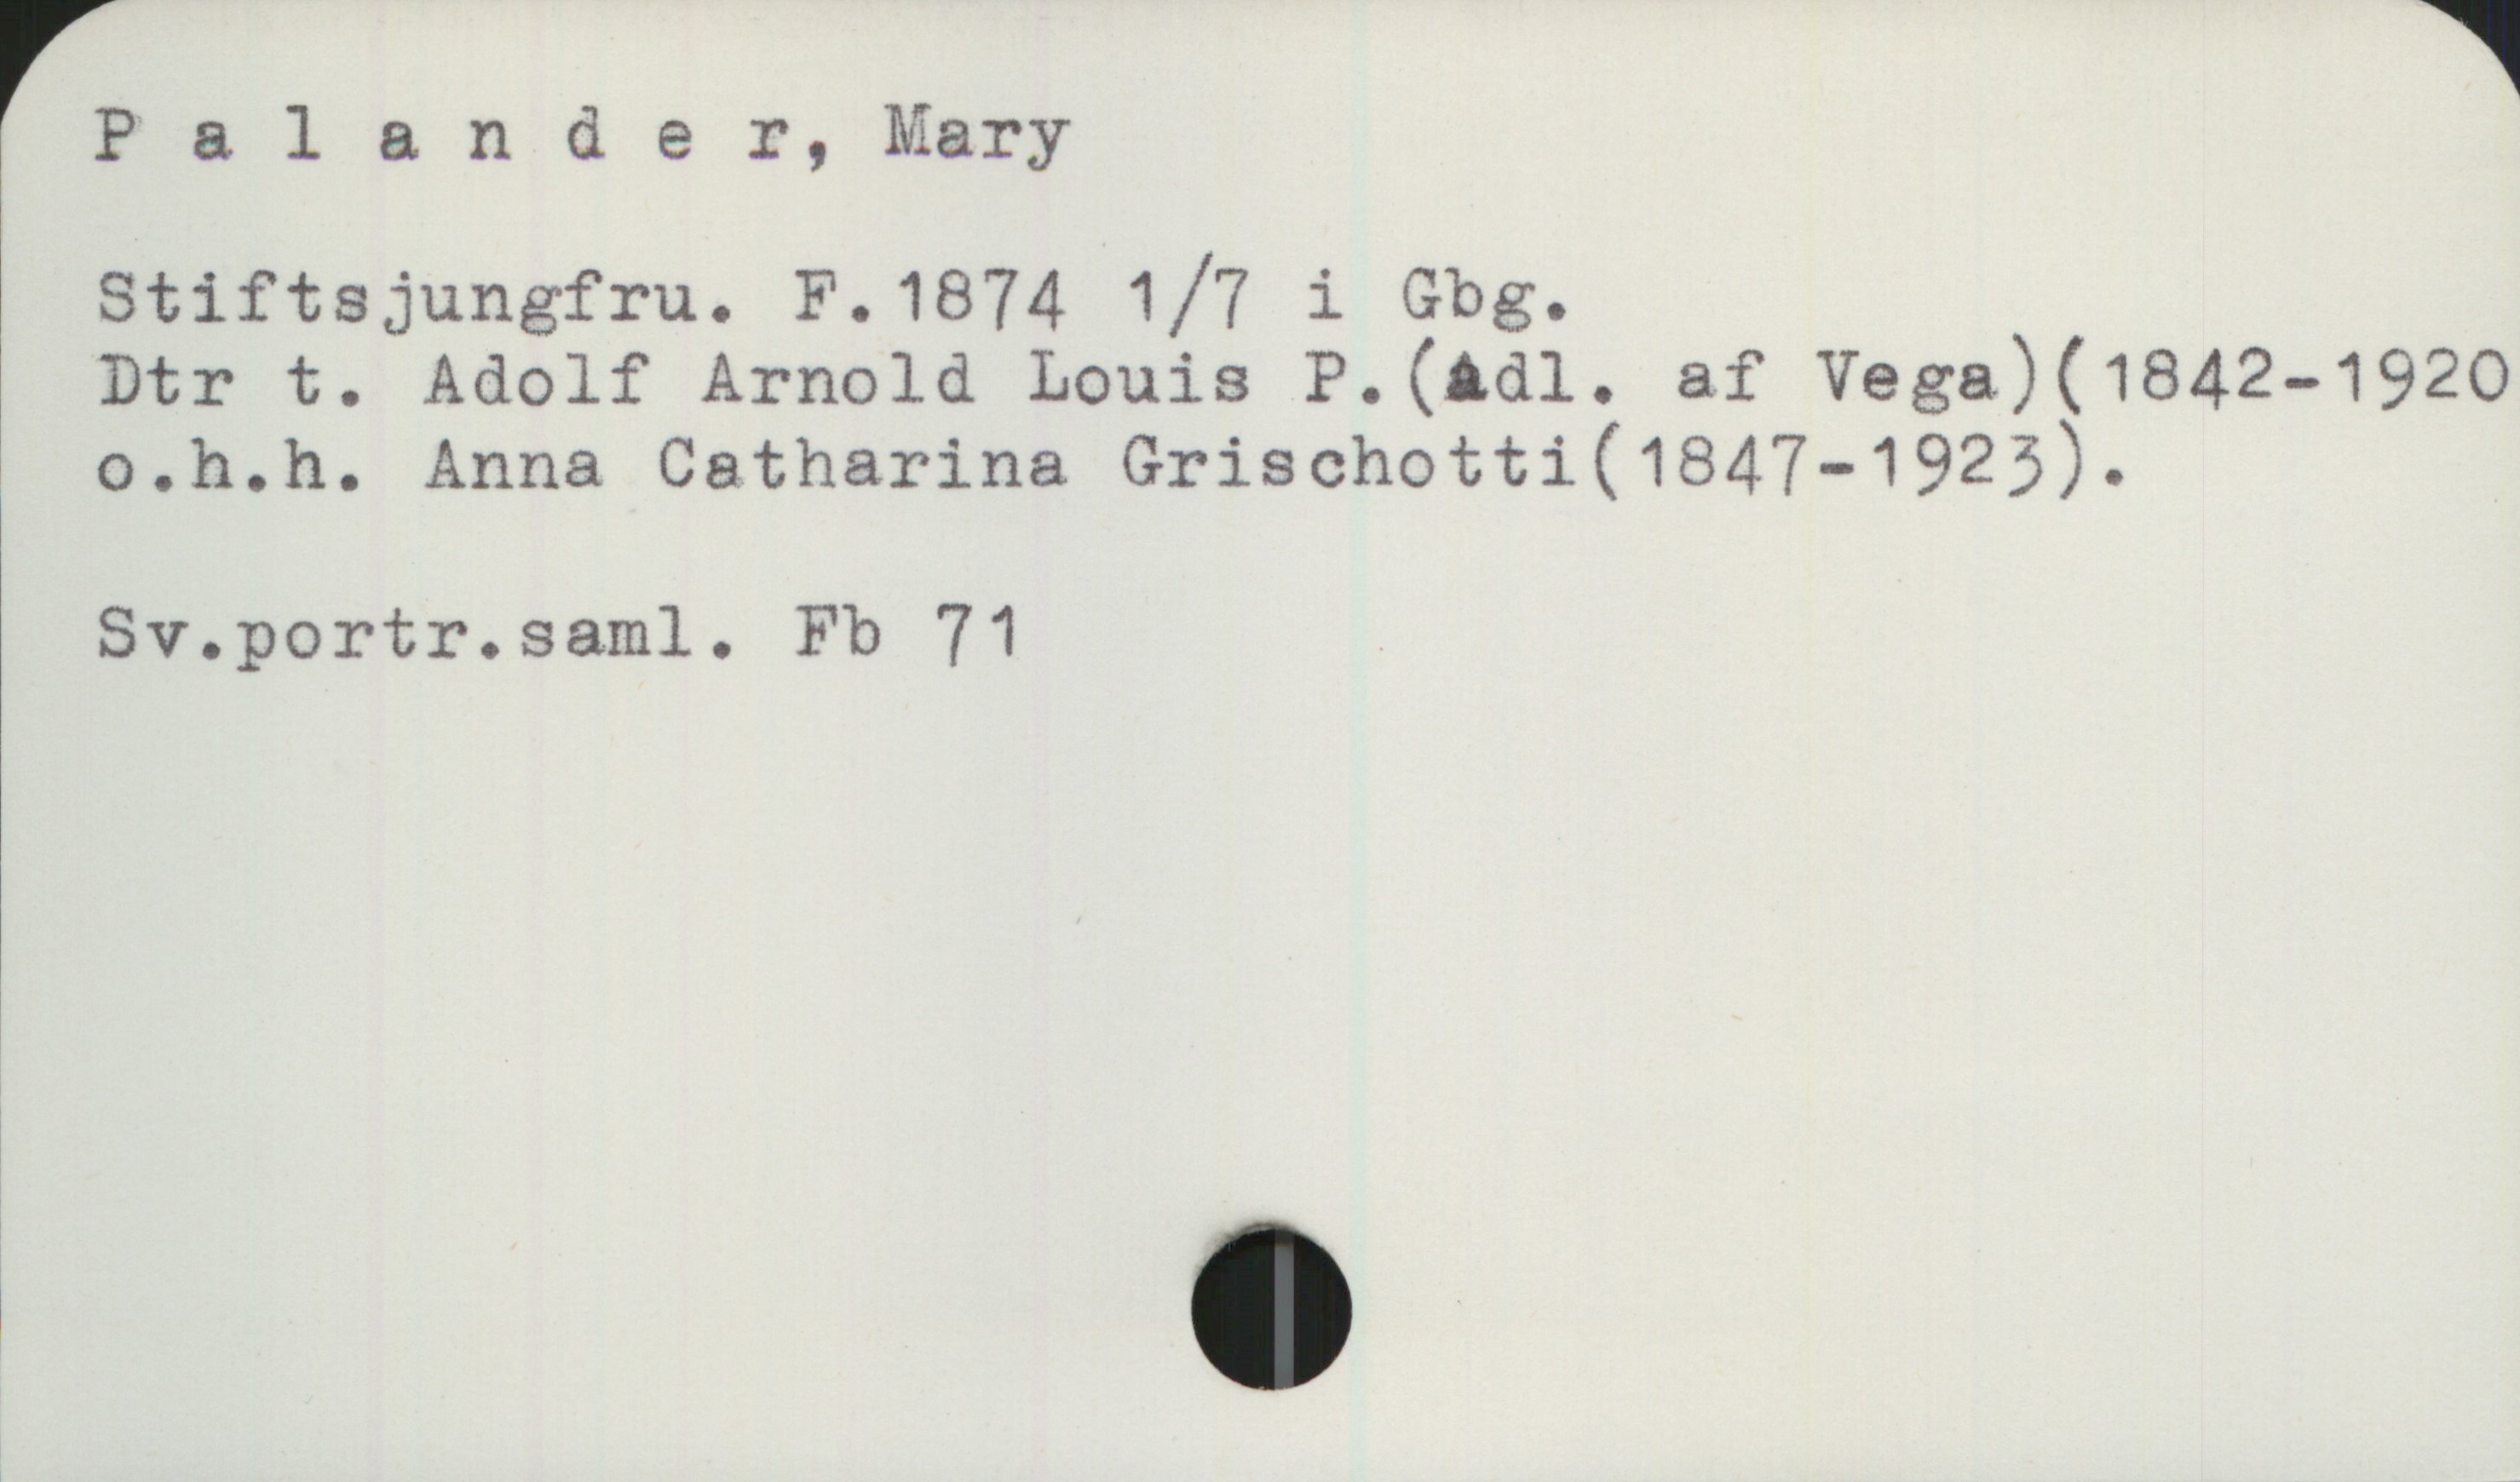 P a l a n d e r, Mary
Stiftsjungfru. F.1874 1/7 i Gbg.
Dtr t. Adolf Arnold Louis P.(Adl. af Vega)(1842-1920
o.h.h. Anna Catharina Grischotti(1847-1923).
Sv.portr.saml. Fb 71